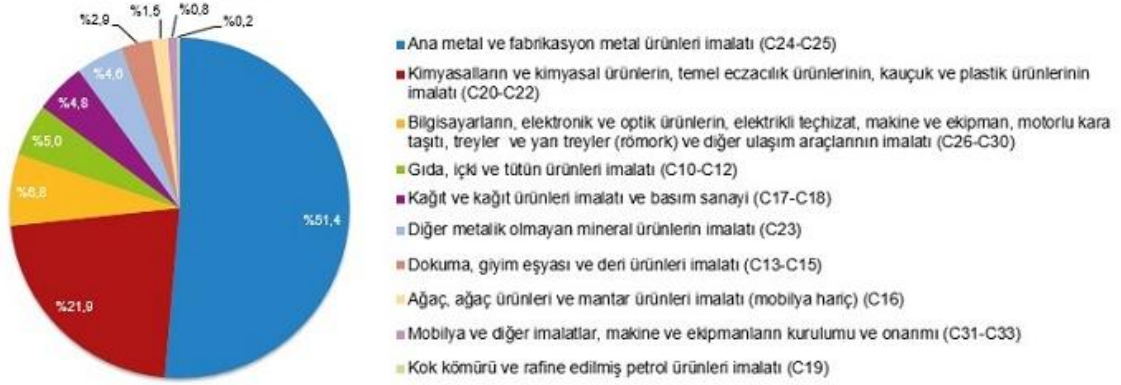 %2,9
%1,5
%0,8
%0,2
%4,6
%4,8
%5,0
%6,8
%21,9
%51,4
Ana metal ve fabrikasyon metal ürünleri imalatı (C24-C25)
Kimyasalların ve kimyasal ürünlerin, temel eczacılık ürünlerinin, kauçuk ve plastik ürünlerinin
imalatı (C20-C22)
Bilgisayarların, elektronik ve optik ürünlerin, elektrikli teçhizat, makine ve ekipman, motorlu kara
taşıtı, treyler ve yarı treyler (römork) ve diğer ulaşım araçlarının imalatı (C26-C30)
Gıda, içki ve tütün ürünleri imalatı (C10-C12)
Kağıt ve kağıt ürünleri imalatı ve basım sanayi (C17-C18)
Diğer metalik olmayan mineral ürünlerin imalatı (C23)
Dokuma, giyim eşyası ve deri ürünleri imalatı (C13-C15)
Ağaç, ağaç ürünleri ve mantar ürünleri imalatı (mobilya hariç) (C16)
Mobilya ve diğer imalatlar, makine ve ekipmanların kurulumu ve onarımı (C31-C33)
Kok kömürü ve rafine edilmiş petrol ürünleri imalatı (C19)